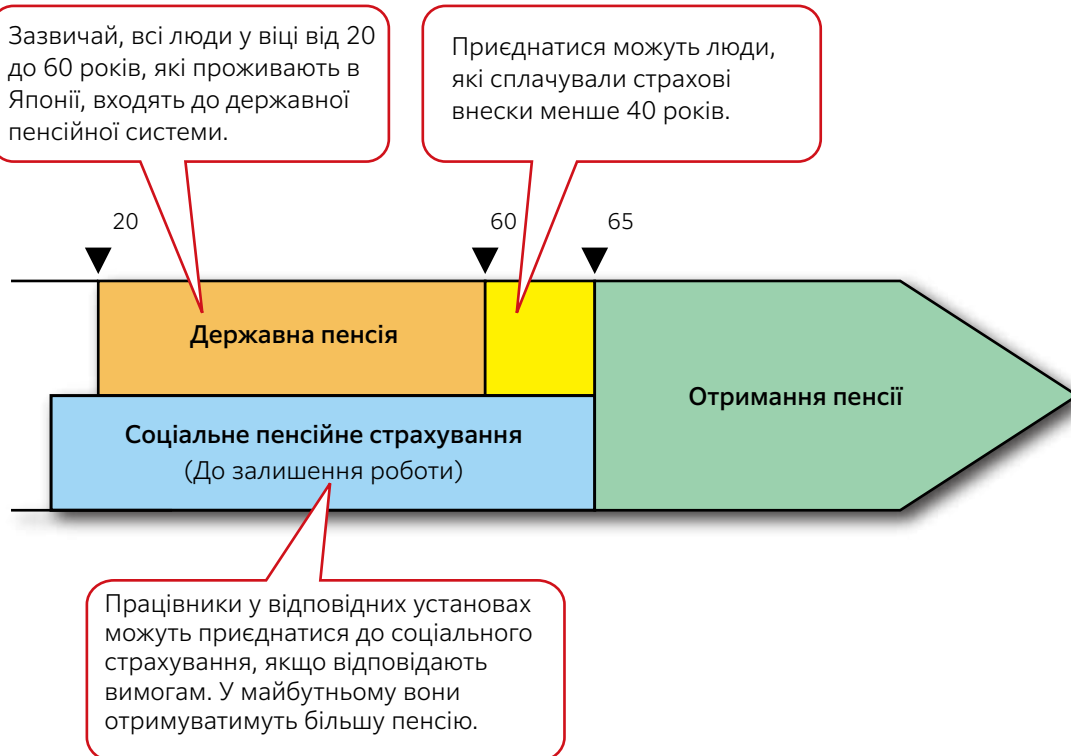 Зазвичай, всі люди у віці від 20
до 60 років, які проживають в
Японії, входять до державної
пенсійної системи.
Приєднатися можуть люди,
які сплачували страхові
внески менше 40 років.
20
60
65
Державна пенсія
Отримання пенсії
Соціальне пенсійне страхування
(До залишення роботи)
Працівники у відповідних установах
можуть приєднатися до соціального
страхування, якщо відповідають
вимогам. У майбутньому вони
отримуватимуть більшу пенсію.